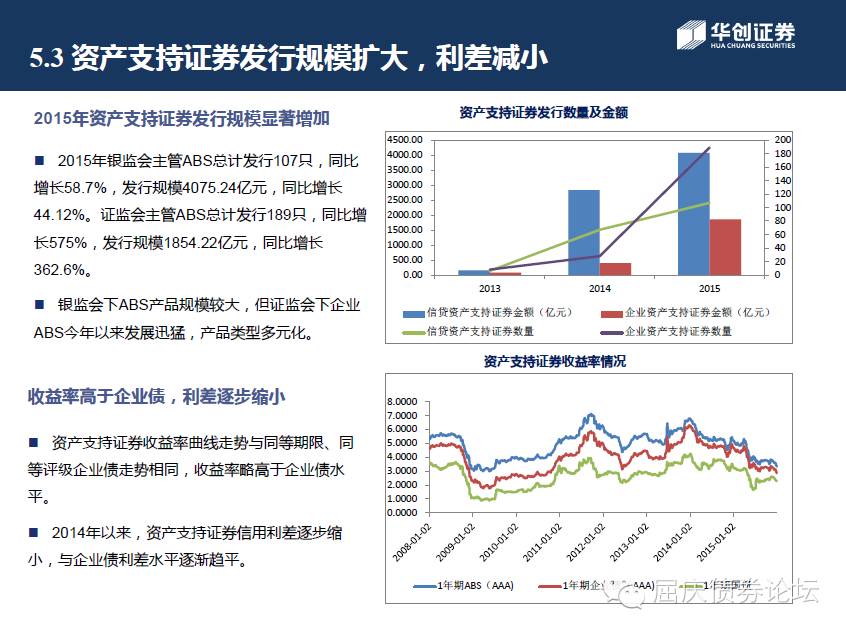 5.3 资产支持证券发行规模扩大，利差减小
华创证券
HUA CHUANG SECURITIES
2015年资产支持证券发行规模显著增加
■ 2015年银监会主管ABS总计发行107只，同比
增长58.7%，发行规模4075.24亿元，同比增长
44.12%。证监会主管ABS总计发行189只，同比增
长575%，发行规模1854.22亿元，同比增长
362.6%。
■ 银监会下ABS产品规模较大，但证监会下企业
ABS今年以来发展迅猛，产品类型多元化。
收益率高于企业债，利差逐步缩小
■ 资产支持证券收益率曲线走势与同等期限、同
等评级企业债走势相同，收益率略高于企业债水
平。
■ 2014年以来，资产支持证券信用利差逐步缩
小，与企业债利差水平逐渐趋平。
资产支持证券发行数量及金额
4500.00
4000.00
3500.00
3000.00
2500.00
2000.00
1500.00
1000.00
500.00
0.00
200
180
160
140
120
100
80
60
40
20
0
2013 2014 2015
信贷资产支持证券金额（亿元） 企业资产支持证券金额（亿元）
信贷资产支持证券数量 企业资产支持证券数量
资产支持证券收益率情况
8.0000
7.0000
6.0000
5.0000
4.0000
3.0000
2.0000
1.0000
0.0000
2008-01-02 2009-01-02 2010-01-02 2011-01-02 2012-01-02 2013-01-02 2014-01-02 2015-01-02
1年期ABS（AAA） 1年期企 AA) 1年
屈庆债券论坛